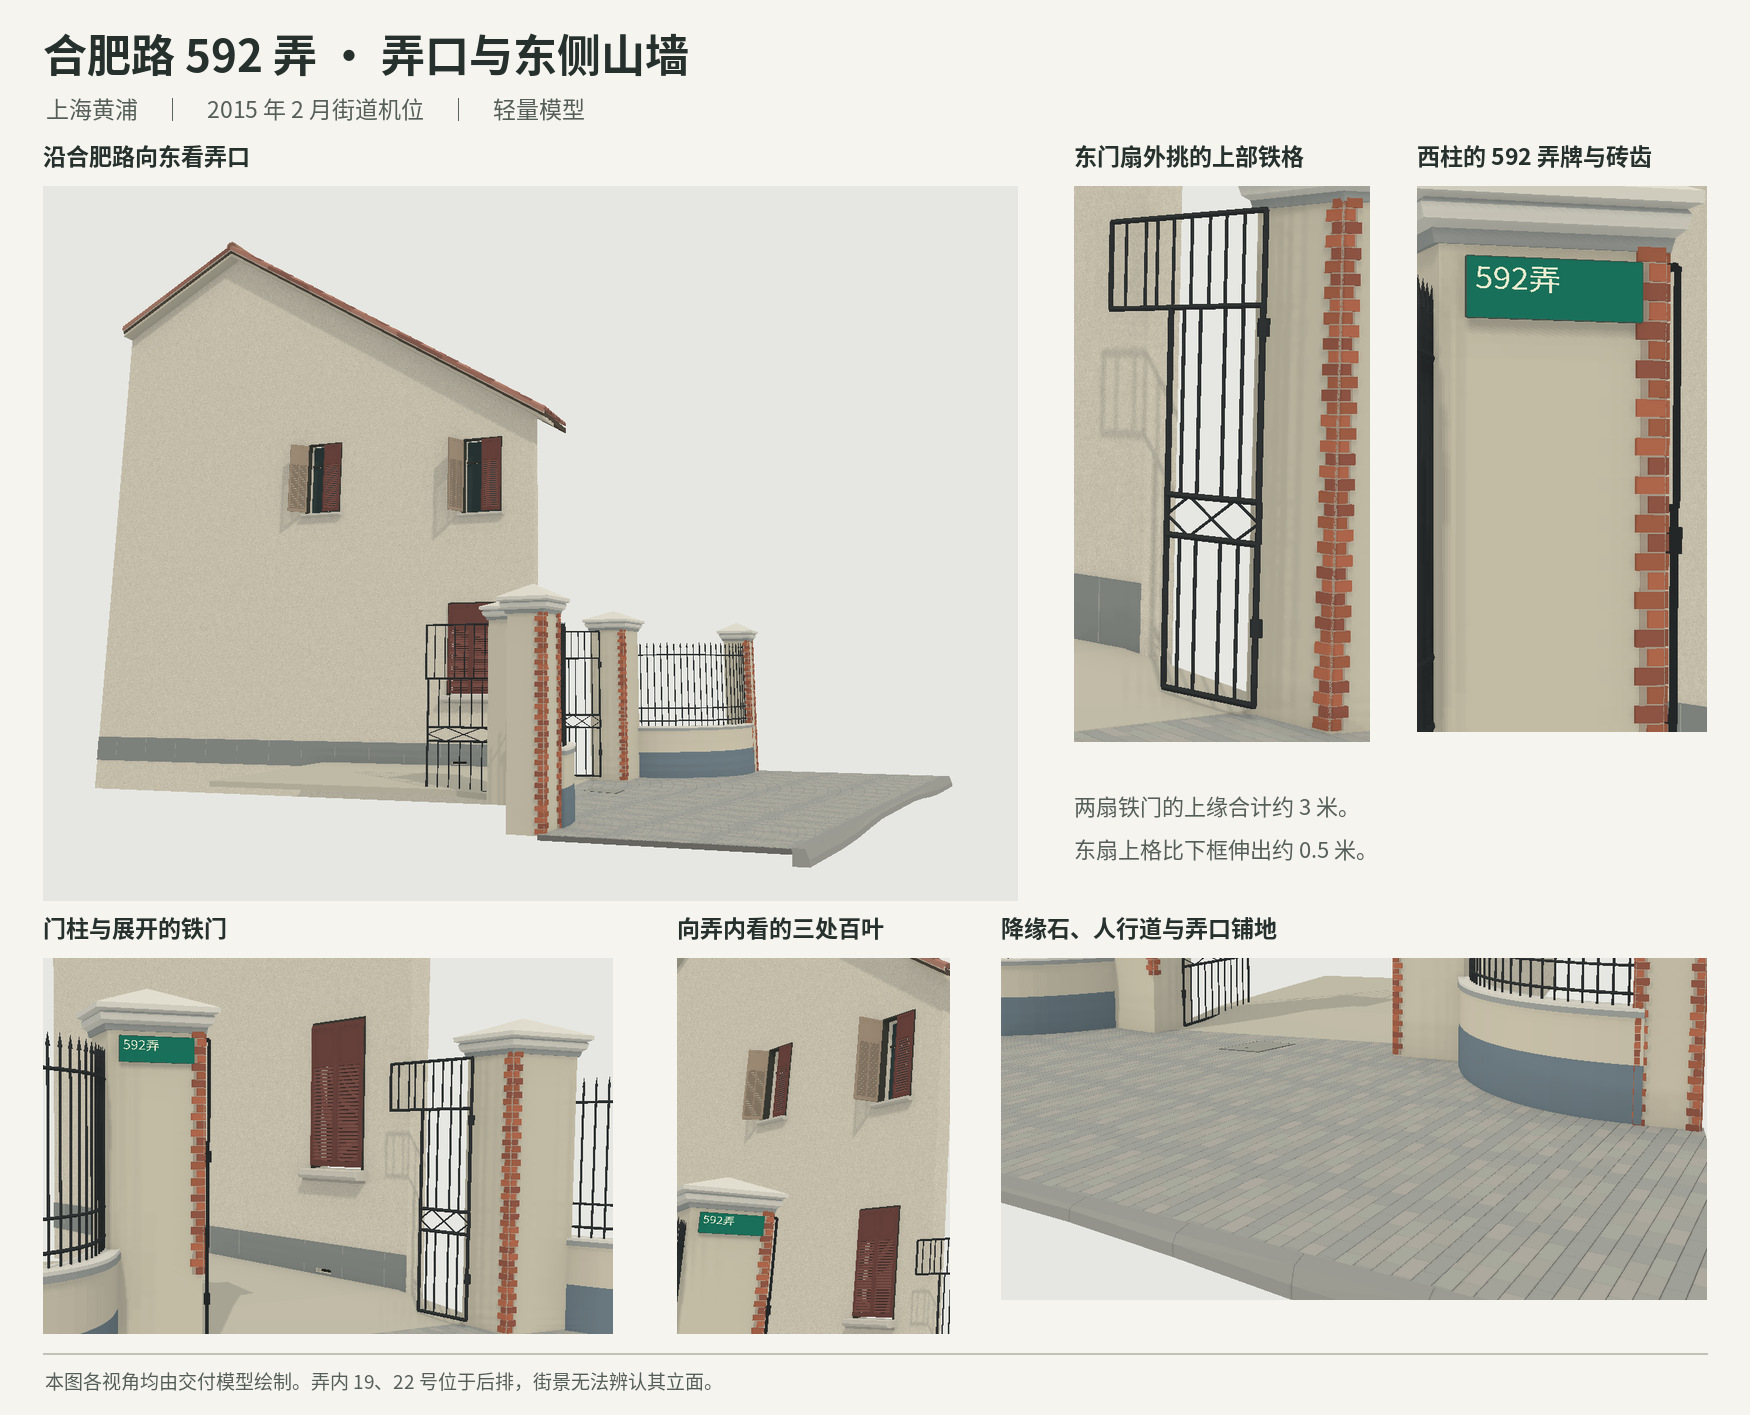 合肥路 592 弄 · 弄口与东侧山墙
上海黄浦 ｜ 2015 年 2 月街道机位 ｜ 轻量模型
沿合肥路向东看弄口
东门扇外挑的上部铁格
西柱的 592 弄牌与砖齿
592弄
两扇铁门的上缘合计约 3 米。
东扇上格比下框伸出约 0.5 米。
门柱与展开的铁门
592弄
向弄内看的三处百叶
592弄
降缘石、人行道与弄口铺地
本图各视角均由交付模型绘制。弄内 19、22 号位于后排，街景无法辨认其立面。